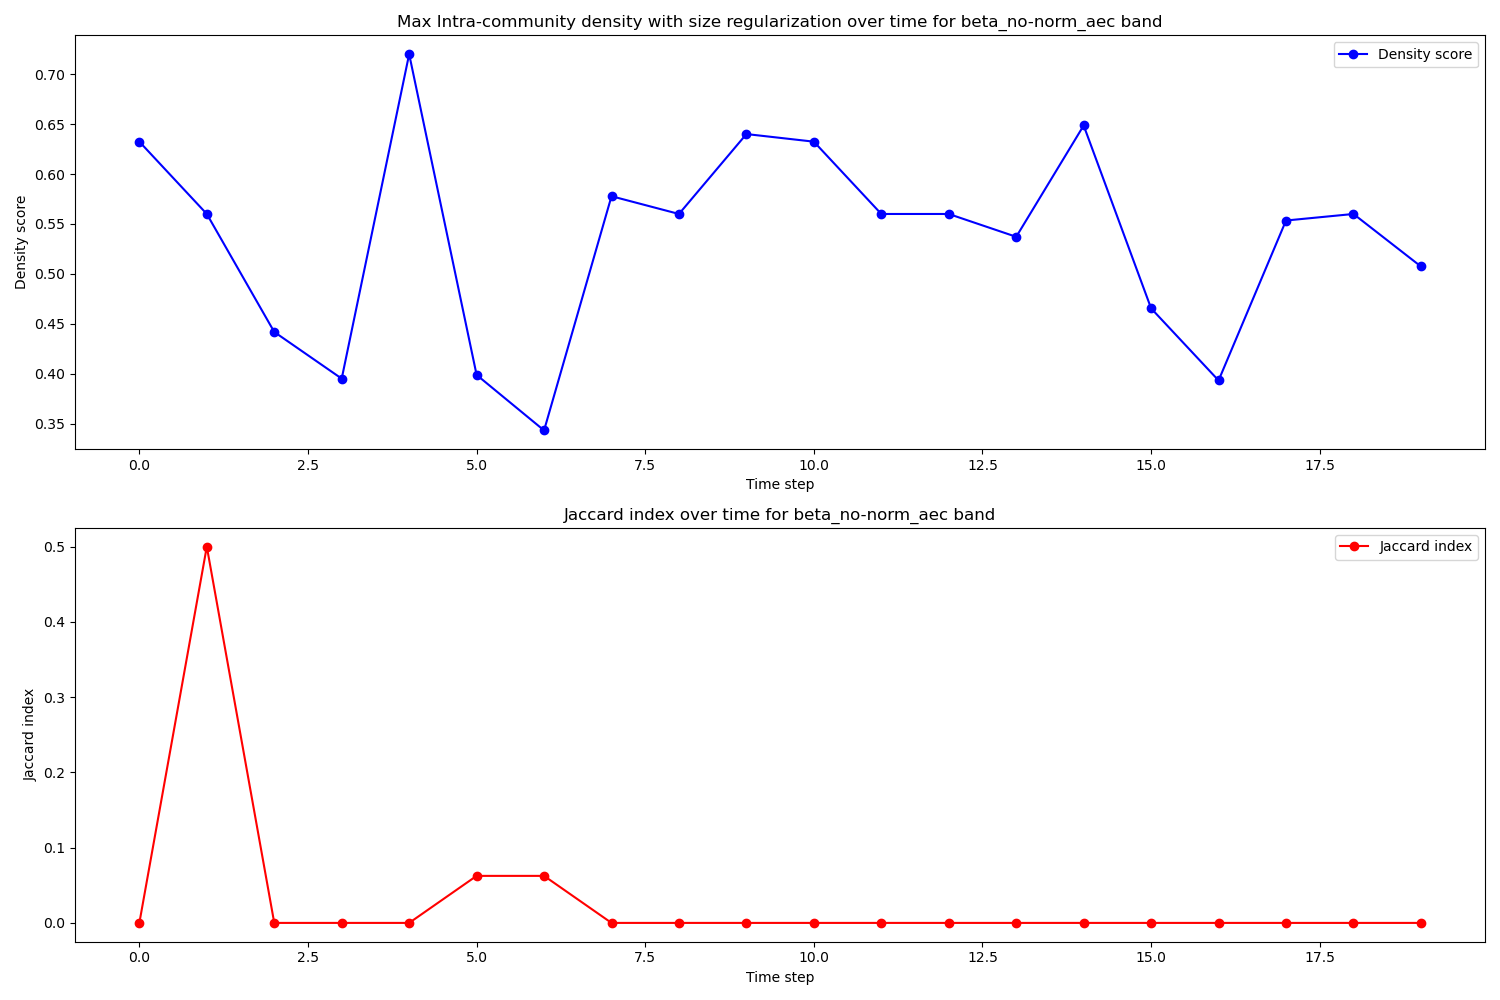 Max Intra-community density with size regularization over time for beta_no-norm_aec band
Density score
0.70
0.65
0.60
0.55
0.50
0.45
0.40
0.35
Density score
0.0 2.5 5.0 7.5 10.0 12.5 15.0 17.5
Time step
Jaccard index over time for beta_no-norm_aec band
Jaccard index
0.5
0.4
0.3
0.2
0.1
0.0
Jaccard index
0.0 2.5 5.0 7.5 10.0 12.5 15.0 17.5
Time step